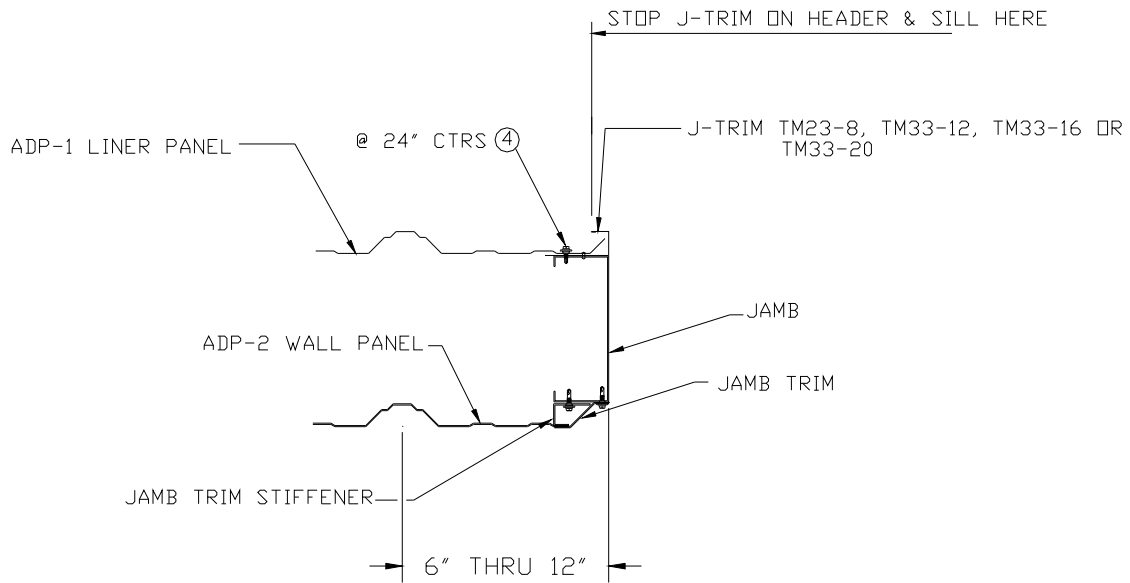 STOP J-TRIM ON HEADER & SILL HERE
J-TRIM TM23-8, TM33-12, TM33-16 OR
TM33-20
@ 24" CTRS 4
ADP-1 LINER PANEL
JAMB
ADP-2 WALL PANEL
JAMB TRIM
JAMB TRIM STIFFENER
6" THRU 12"